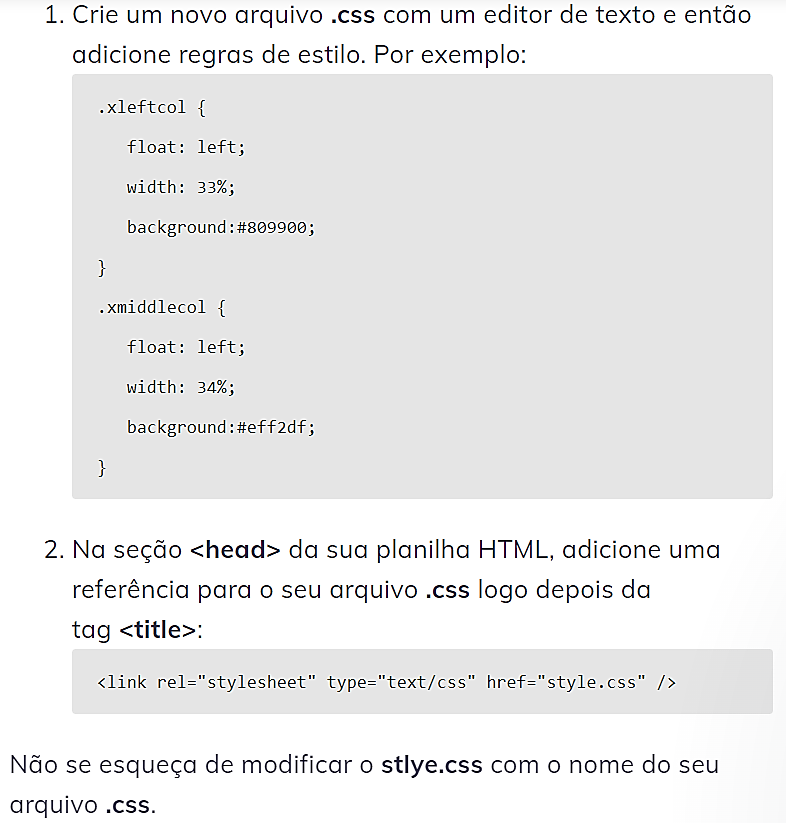 1. Crie um novo arquivo .css com um editor de texto e então
adicione regras de estilo. Por exemplo:
.xleftcol {
float: left;
width: 33%;
background:#809900;
}
.xmiddlecol {
float: left;
width: 34%;
background:#eff2df;
}
2. Na seção <head> da sua planilha HTML, adicione uma
referência para o seu arquivo .css logo depois da
tag <title>:
<link rel="stylesheet" type="text/css" href="style.css" />
Não se esqueça de modificar o stlye.css com o nome do seu
arquivo .css.